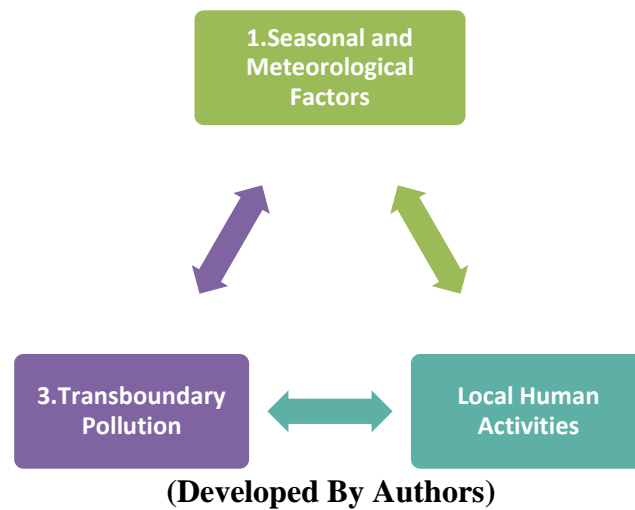 1.Seasonal and
Meteorological
Factors
3.Transboundary
Pollution
Local Human
Activities
(Developed By Authors)